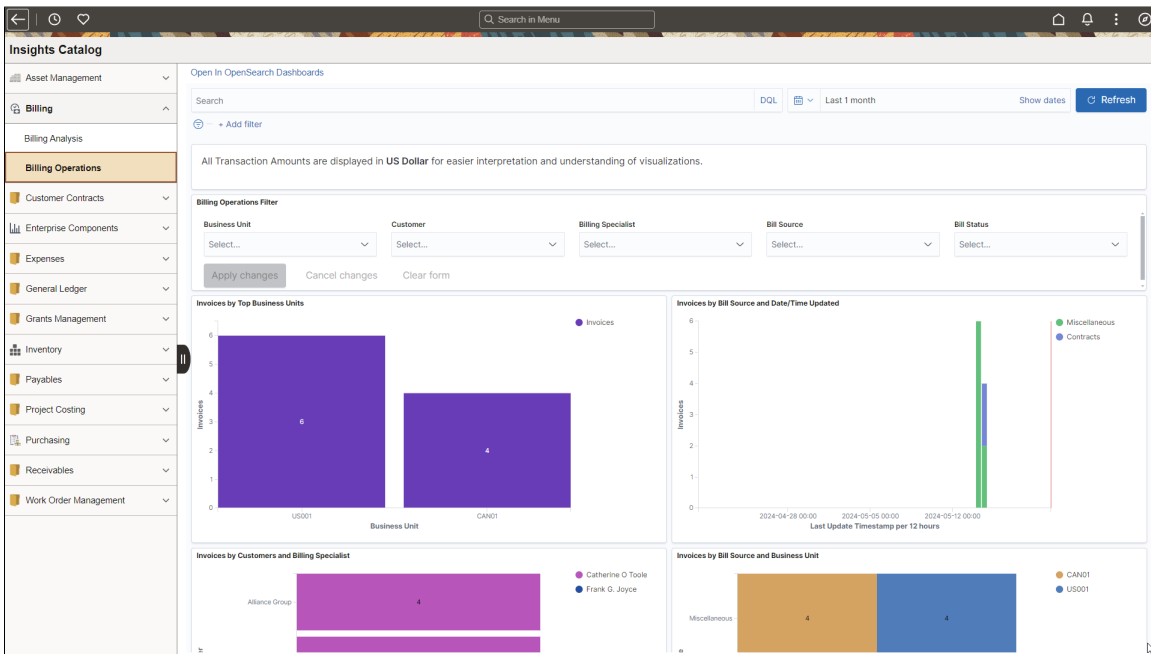 Search in Menu
Insights Catalog
Asset Management
Billing
Billing Analysis
Billing Operations
Customer Contracts
Enterprise Components
Expenses
General Ledger
Grants Management
Inventory
Payables
Project Costing
Purchasing
Receivables
Work Order Management
Open In OpenSearch Dashboards
Search DQL Last 1 month Show dates Refresh
+ Add filter
All Transaction Amounts are displayed in US Dollar for easier interpretation and understanding of visualizations.
Billing Operations Filter
Business Unit Customer Billing Specialist Bill Source Bill Status
Select... Select... Select... Select... Select...
Apply changes Cancel changes Clear form
Invoices by Top Business Units
Invoices
6
5
4
3
2
1
0
Invoices
6
4
US001 CAN01
Business Unit
Invoices by Bill Source and Date/Time Updated
Miscellaneous
Contracts
6
5
4
3
2
1
0
Invoices
2024-04-28 00:00 2024-05-05 00:00 2024-05-12 00:00
Last Update Timestamp per 12 hours
Invoices by Customers and Billing Specialist
Catherine O Toole
Frank G. Joyce
Alliance Group
4
Invoices by Bill Source and Business Unit
CAN01
US001
Miscellaneous
4 4